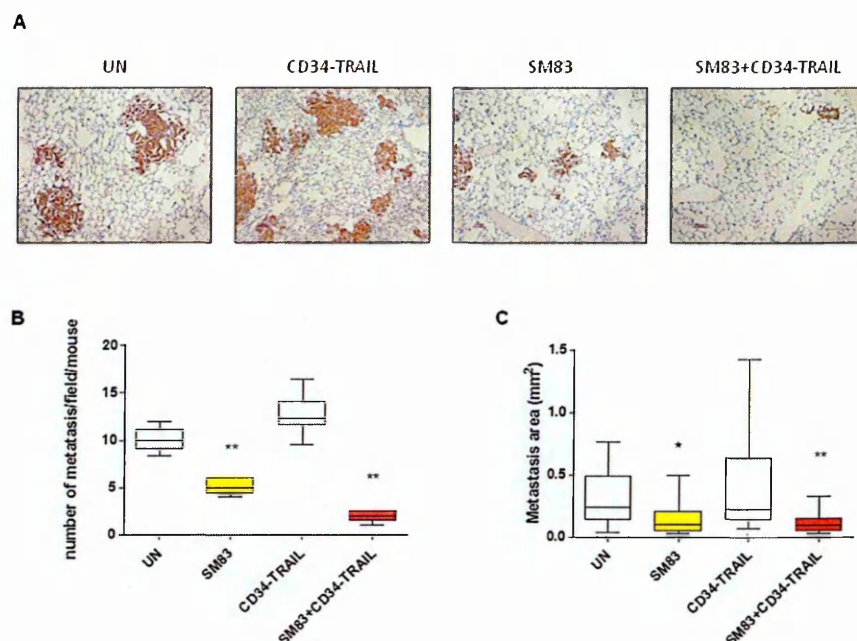 A
UN CD34-TRAIL SM83 SM83+CD34-TRAIL
B
number of metatasis/field/mouse
20
15
10
5
0
**
**
UN
SM83
CD34-TRAIL
SM83+CD34-TRAIL
C
Metastasis area (mm²)
1.5
1.0
0.5
0.0
*
**
UN
SM83
CD34-TRAIL
SM83+CD34-TRAIL